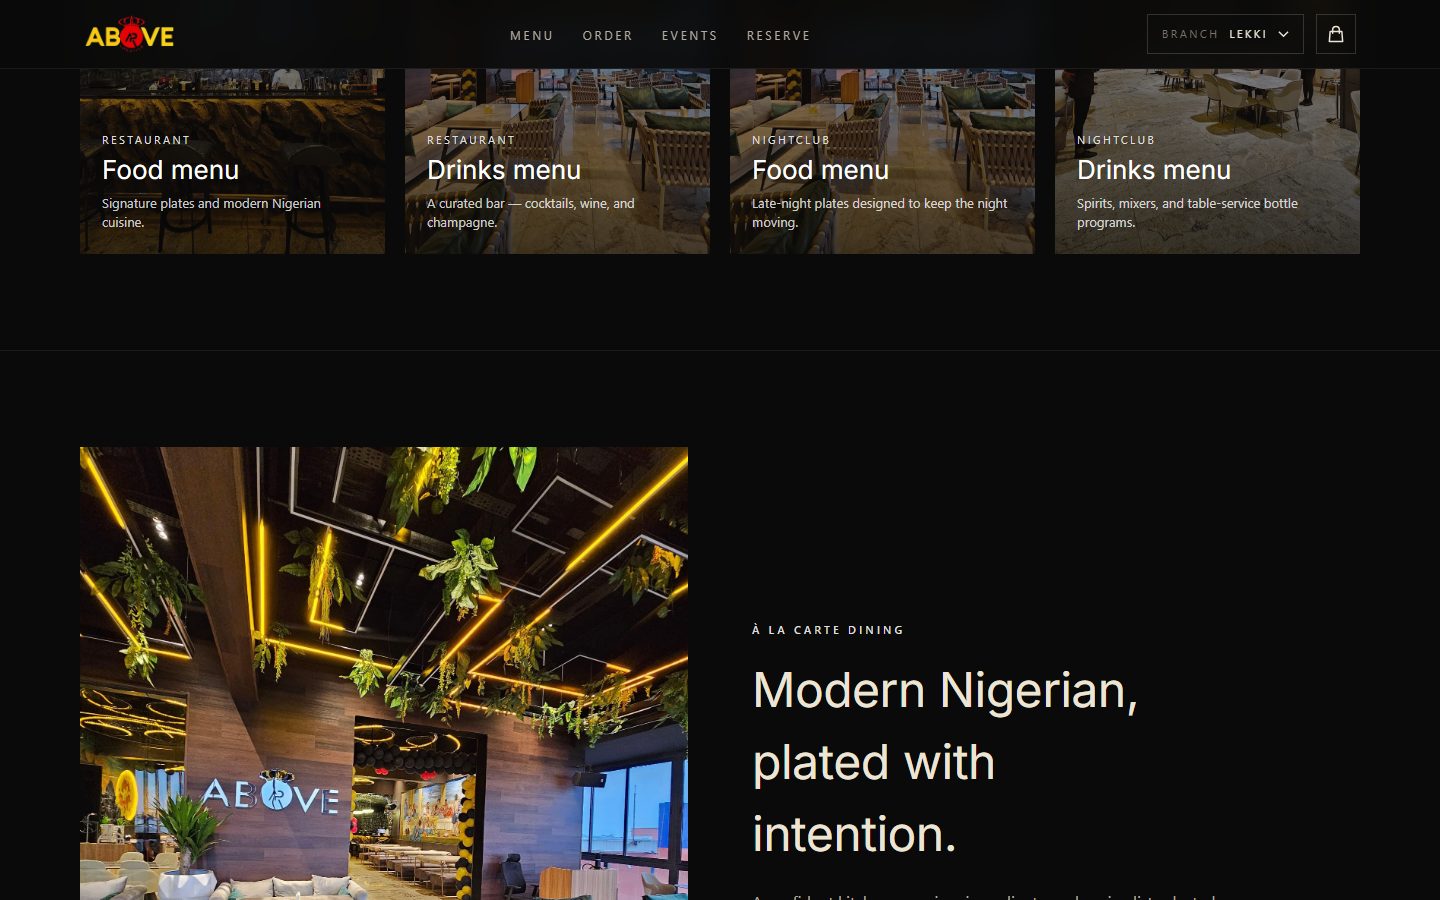 ABOVE
MENU ORDER EVENTS RESERVE
BRANCH LEKKI
RESTAURANT
Food menu
Signature plates and modern Nigerian
cuisine.
RESTAURANT
Drinks menu
A curated bar — cocktails, wine, and
champagne.
NIGHTCLUB
Food menu
Late-night plates designed to keep the night
moving.
NIGHTCLUB
Drinks menu
Spirits, mixers, and table-service bottle
programs.
ABOVE
À LA CARTE DINING
Modern Nigerian,
plated with
intention.